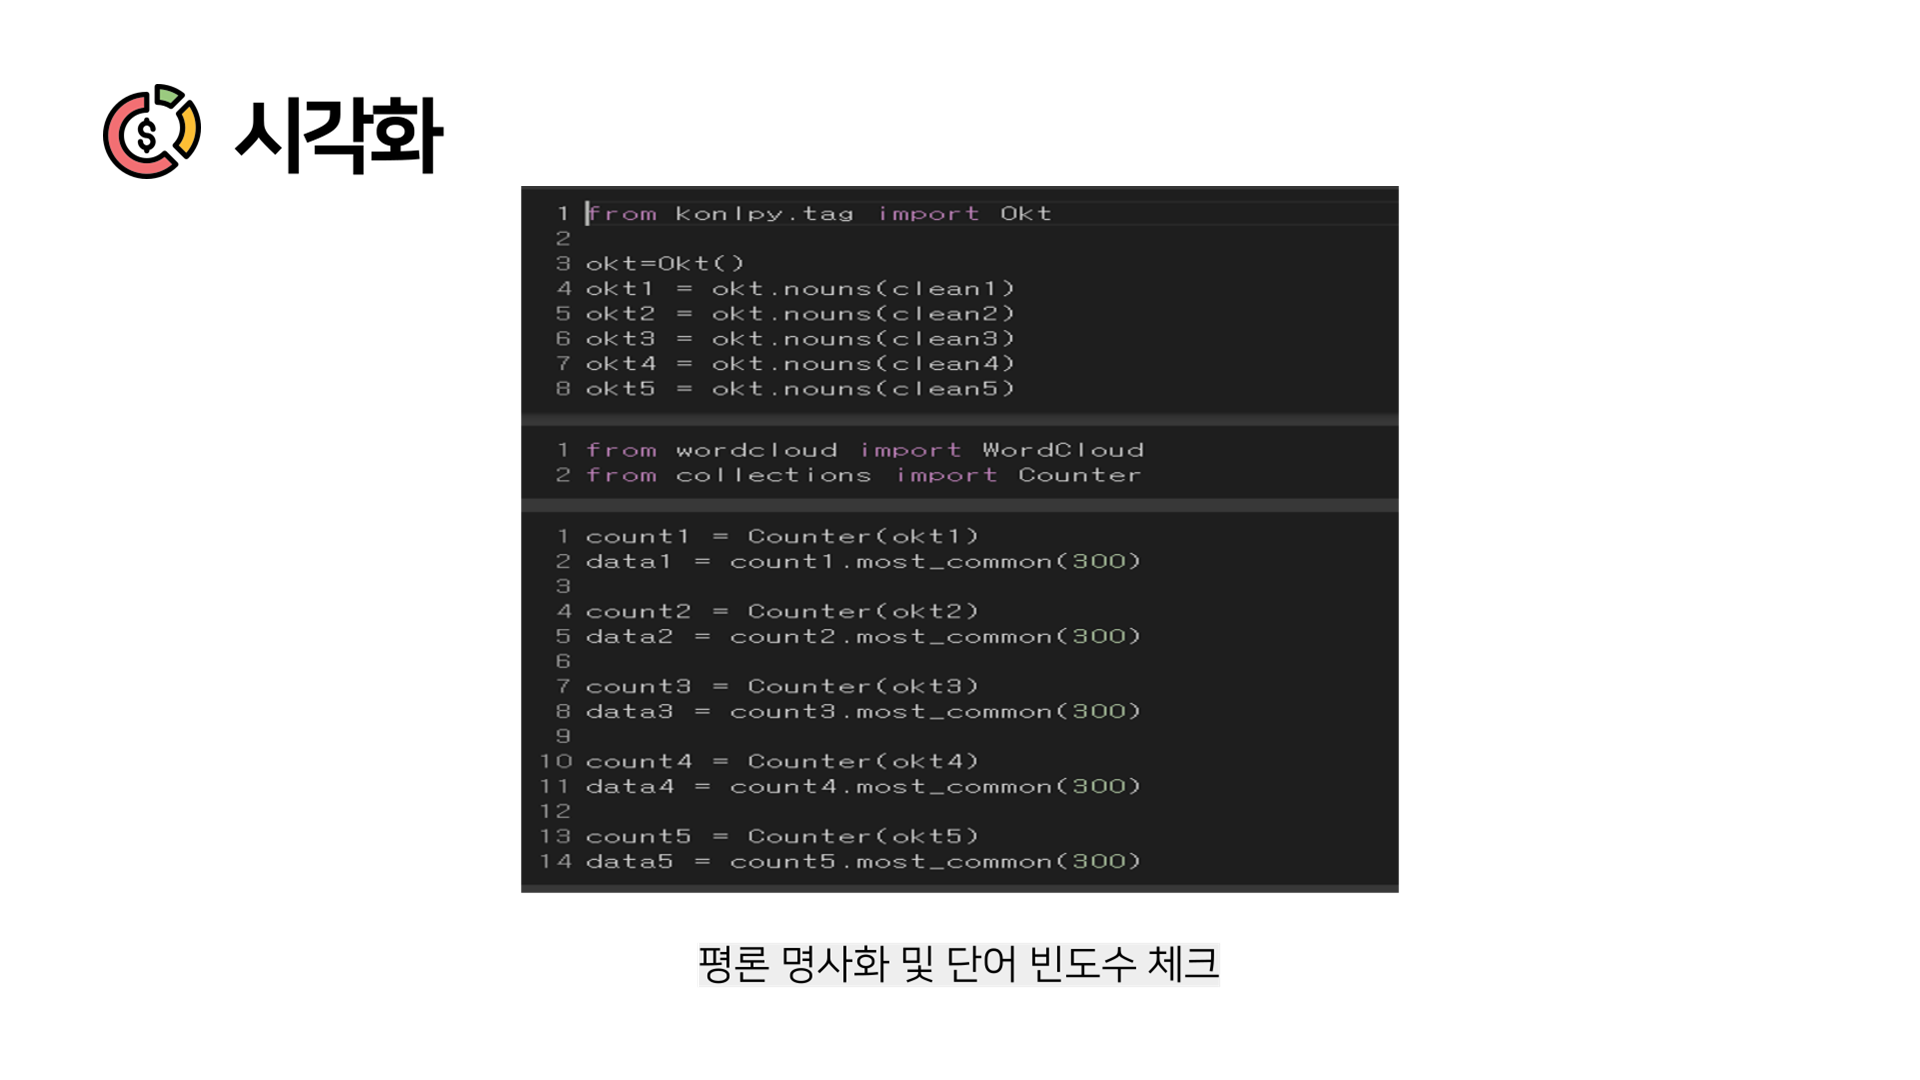 시각화
1 from konlpy.tag import Okt
2
3 okt=Okt()
4 okt1 = okt.nouns(clean1)
5 okt2 = okt.nouns(clean2)
6 okt3 = okt.nouns(clean3)
7 okt4 = okt.nouns(clean4)
8 okt5 = okt.nouns(clean5)
1 from wordcloud import WordCloud
2 from collections import Counter
1 count1 = Counter(okt1)
2 data1 = count1.most_common(300)
3
4 count2 = Counter(okt2)
5 data2 = count2.most_common(300)
6
7 count3 = Counter(okt3)
8 data3 = count3.most_common(300)
9
10 count4 = Counter(okt4)
11 data4 = count4.most_common(300)
12
13 count5 = Counter(okt5)
14 data5 = count5.most_common(300)
평론 명사화 및 단어 빈도수 체크